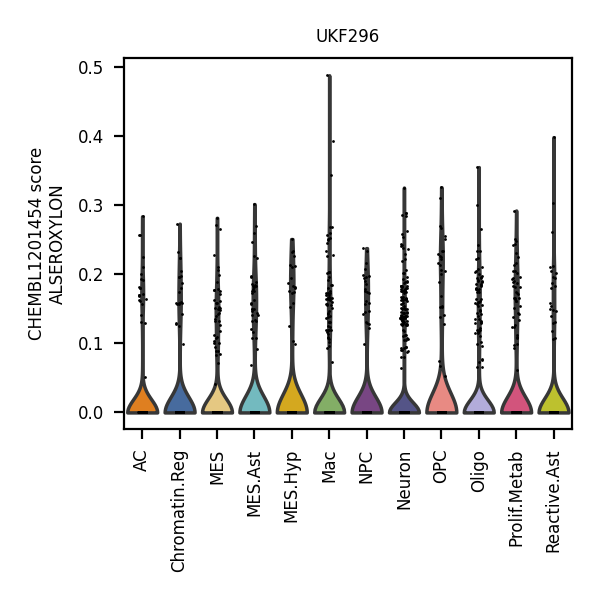 UKF296
CHEMBL1201454 score
ALSEROXYLON
0.5
0.4
0.3
0.2
0.1
0.0
AC
Chromatin.Reg
MES
MES.Ast
MES.Hyp
Mac
NPC
Neuron
OPC
Oligo
Prolif.Metab
Reactive.Ast